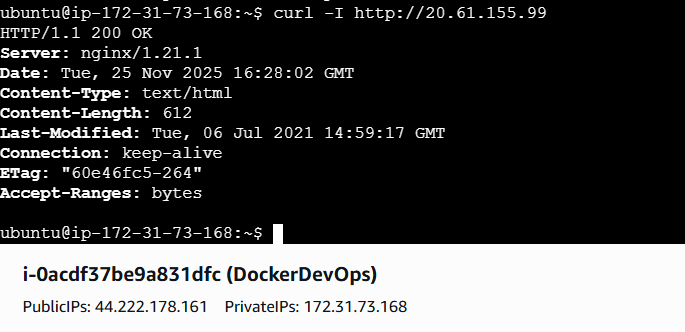 ubuntu@ip-172-31-73-168:~$ curl -I http://20.61.155.99
HTTP/1.1 200 OK
Server: nginx/1.21.1
Date: Tue, 25 Nov 2025 16:28:02 GMT
Content-Type: text/html
Content-Length: 612
Last-Modified: Tue, 06 Jul 2021 14:59:17 GMT
Connection: keep-alive
ETag: "60e46fc5-264"
Accept-Ranges: bytes
ubuntu@ip-172-31-73-168:~$
i-0acdf37be9a831dfc (DockerDevOps)
PublicIPs: 44.222.178.161 PrivateIPs: 172.31.73.168